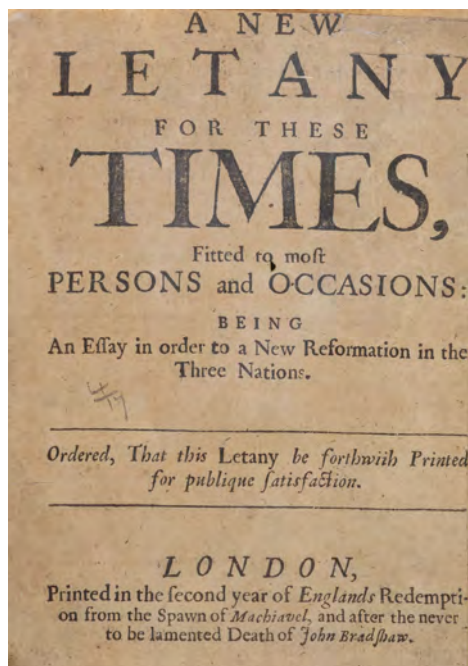 A NEW
LETANY
FOR THESE
TIMES,
Fitted to moſt
PERSONS and OCCASIONS:
BEING
An Eſſay in order to a New Reformation in the
Three Nations.
Ordered, That this Letany be forthwith Printed
for publique ſatisfaction.
LONDON,
Printed in the ſecond year of Englands Redempti-
on from the Spawn of Machiavel, and after the never
to be lamented Death of John Bradſhaw.